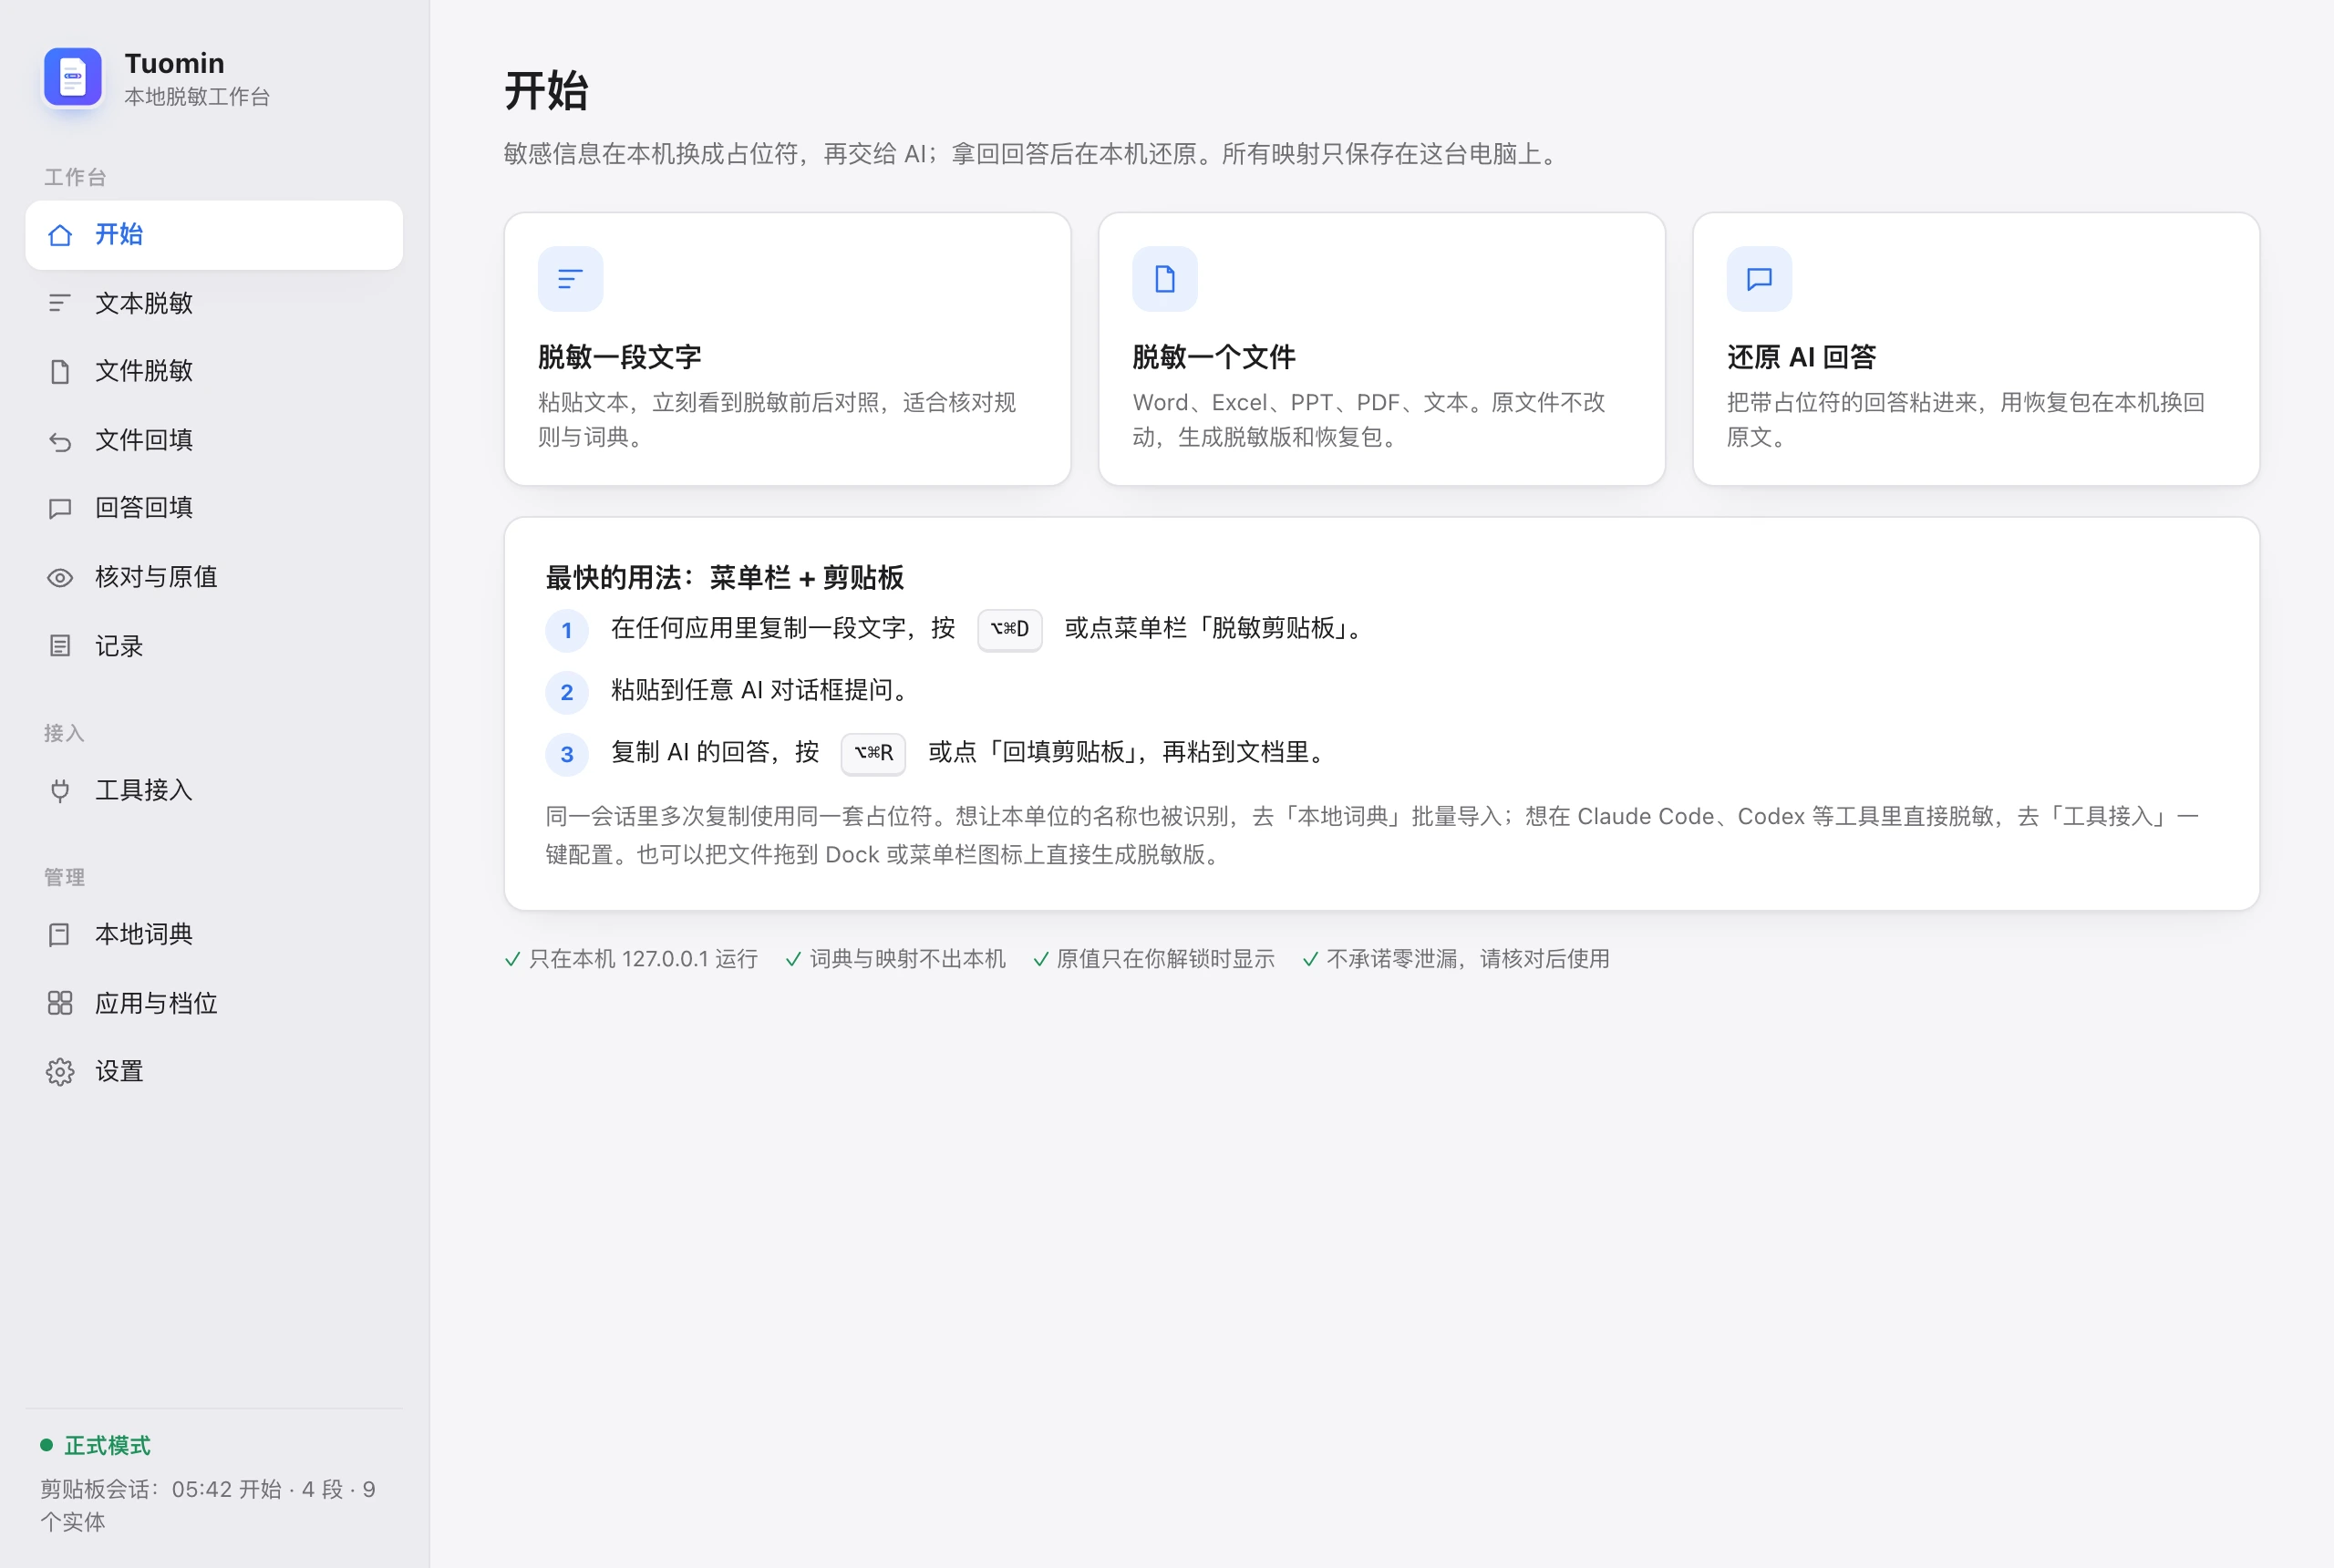 Tuomin
本地脱敏工作台
工作台
开始
文本脱敏
文件脱敏
文件回填
回答回填
核对与原值
记录
接入
工具接入
管理
本地词典
应用与档位
设置
正式模式
剪贴板会话：05:42 开始 · 4 段 · 9
个实体
开始
敏感信息在本机换成占位符，再交给 AI；拿回回答后在本机还原。所有映射只保存在这台电脑上。
脱敏一段文字
粘贴文本，立刻看到脱敏前后对照，适合核对规
则与词典。
脱敏一个文件
Word、Excel、PPT、PDF、文本。原文件不改
动，生成脱敏版和恢复包。
还原 AI 回答
把带占位符的回答粘进来，用恢复包在本机换回
原文。
最快的用法：菜单栏 + 剪贴板
1 在任何应用里复制一段文字，按 ⌥⌘D 或点菜单栏「脱敏剪贴板」。
2 粘贴到任意 AI 对话框提问。
3 复制 AI 的回答，按 ⌥⌘R 或点「回填剪贴板」，再粘到文档里。
同一会话里多次复制使用同一套占位符。想让本单位的名称也被识别，去「本地词典」批量导入；想在 Claude Code、Codex 等工具里直接脱敏，去「工具接入」一
键配置。也可以把文件拖到 Dock 或菜单栏图标上直接生成脱敏版。
✓ 只在本机 127.0.0.1 运行 ✓ 词典与映射不出本机 ✓ 原值只在你解锁时显示 ✓ 不承诺零泄漏，请核对后使用